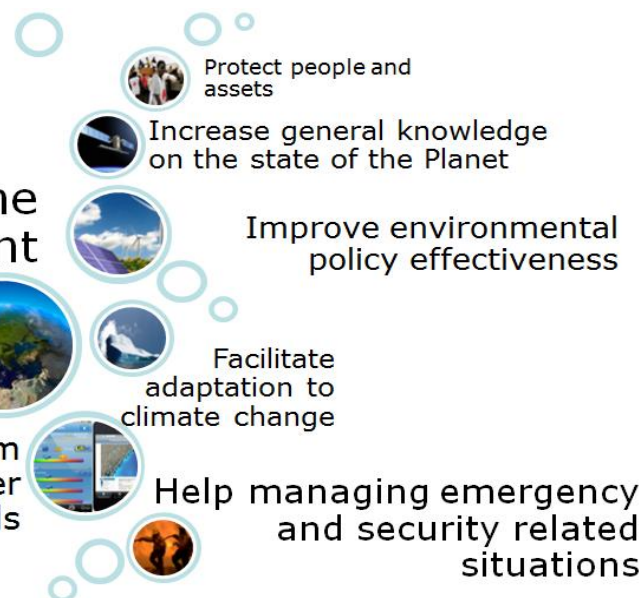 Protect people and
assets
Increase general knowledge
on the state of the Planet
Improve environmental
policy effectiveness
Facilitate
adaptation to
climate change
Help managing emergency
and security related
situations